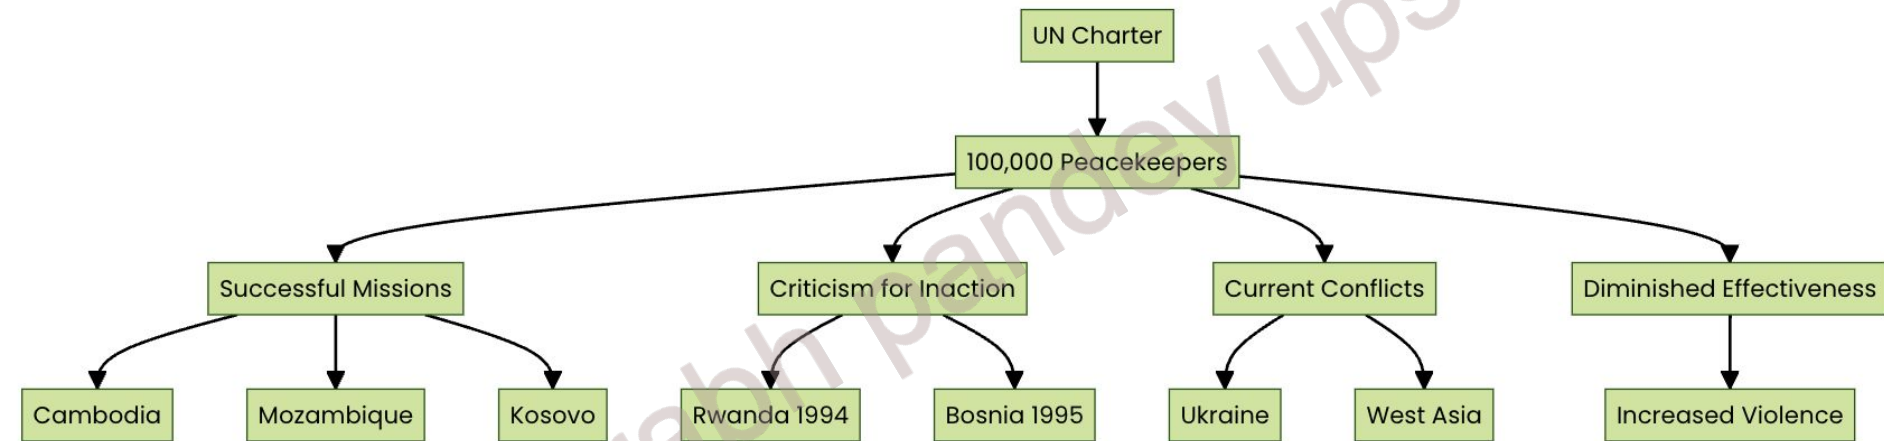 UN Charter
100,000 Peacekeepers
Successful Missions
Criticism for Inaction
Current Conflicts
Diminished Effectiveness
Cambodia
Mozambique
Kosovo
Rwanda 1994
Bosnia 1995
Ukraine
West Asia
Increased Violence
pandey